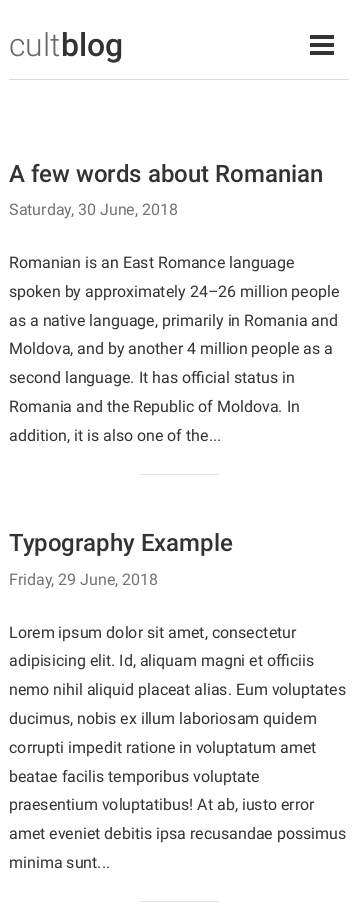 cultblog
A few words about Romanian
Saturday, 30 June, 2018
Romanian is an East Romance language
spoken by approximately 24–26 million people
as a native language, primarily in Romania and
Moldova, and by another 4 million people as a
second language. It has official status in
Romania and the Republic of Moldova. In
addition, it is also one of the...
Typography Example
Friday, 29 June, 2018
Lorem ipsum dolor sit amet, consectetur
adipisicing elit. Id, aliquam magni et officiis
nemo nihil aliquid placeat alias. Eum voluptates
ducimus, nobis ex illum laboriosam quidem
corrupti impedit ratione in voluptatum amet
beatae facilis temporibus voluptate
praesentium voluptatibus! At ab, iusto error
amet eveniet debitis ipsa recusandae possimus
minima sunt...